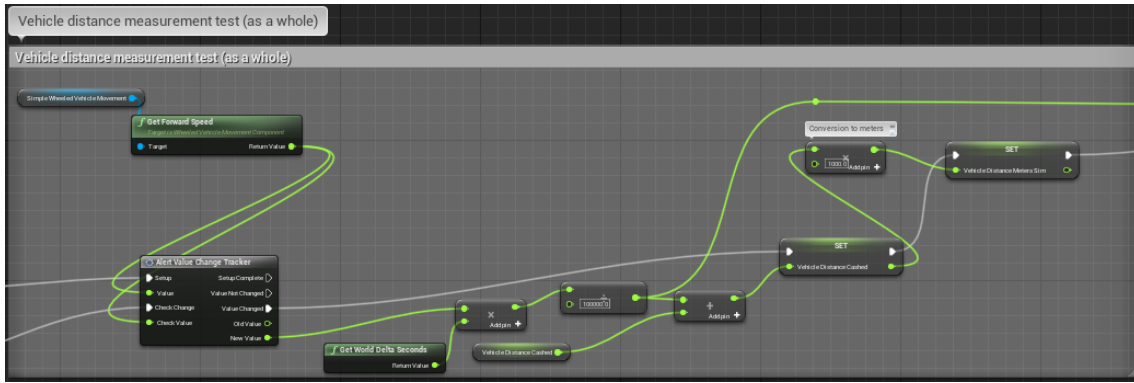 Vehicle distance measurement test (as a whole)
Vehicle distance measurement test (as a whole)
Simple Wheeled Vehicle Movement
f Get Forward Speed
Target is Wheeled Vehicle Movement Component
Target
Return Value
Conversion to meters
1000.0
Add pin +
SET
Vehicle Distance Meters Sim
SET
Vehicle Distance Cashed
Alert Value Change Tracker
Setup
Setup Complete
Value
Value Not Changed
Check Change
Value Changed
Check Value
Old Value
New Value
×
Add pin +
÷
100000.0
+
Add pin +
f Get World Delta Seconds
Return Value
Vehicle Distance Cashed